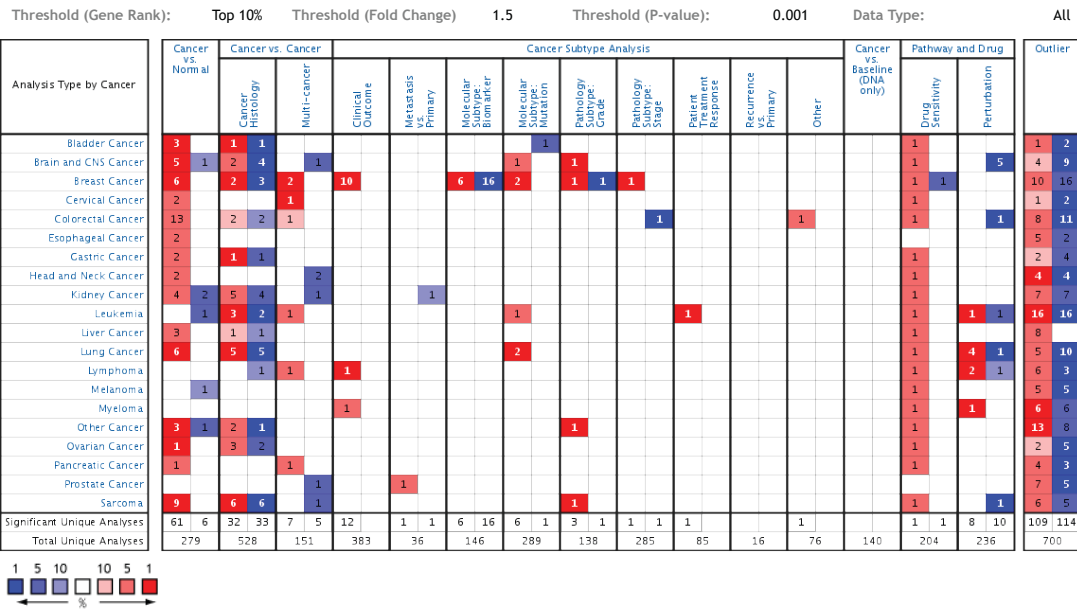 Threshold (Gene Rank): Top 10% Threshold (Fold Change) 1.5 Threshold (P-value): 0.001 Data Type: All
Analysis Type by Cancer
Cancer vs. Normal
Cancer vs. Cancer
Cancer Subtype Analysis
Cancer vs. Baseline (DNA only)
Pathway and Drug
Outlier
Cancer Histology
Multi-cancer
Clinical Outcome
Metastasis vs. Primary
Molecular Subtype: Biomarker
Molecular Subtype: Mutation
Pathology Subtype: Grade
Pathology Subtype: Stage
Patient Treatment Response
Recurrence vs. Primary
Other
Drug Sensitivity
Perturbation
Bladder Cancer 3 1 1 1 1 1 2
Brain and CNS Cancer 5 1 2 4 1 1 1 1 5 4 9
Breast Cancer 6 2 3 2 10 6 16 2 1 1 1 1 1 10 16
Cervical Cancer 2 1 1 1 2
Colorectal Cancer 13 2 2 1 1 1 1 1 8 11
Esophageal Cancer 2 5 2
Gastric Cancer 2 1 1 1 2 4
Head and Neck Cancer 2 2 1 4 4
Kidney Cancer 4 2 5 4 1 1 1 7 7
Leukemia 1 3 2 1 1 1 1 1 1 16 16
Liver Cancer 3 1 1 1 8
Lung Cancer 6 5 5 2 1 4 1 5 10
Lymphoma 1 1 1 1 2 1 6 3
Melanoma 1 1 5 5
Myeloma 1 1 1 6 6
Other Cancer 3 1 2 1 1 1 13 8
Ovarian Cancer 1 3 2 1 2 5
Pancreatic Cancer 1 1 1 4 3
Prostate Cancer 1 1 7 5
Sarcoma 9 6 6 1 1 1 1 6 5
Significant Unique Analyses 61 6 32 33 7 5 12 1 1 6 16 6 1 3 1 1 1 1 1 1 1 8 10 109 114
Total Unique Analyses 279 528 151 383 36 146 289 138 285 85 16 76 140 204 236 700
1 5 10 10 5 1
%